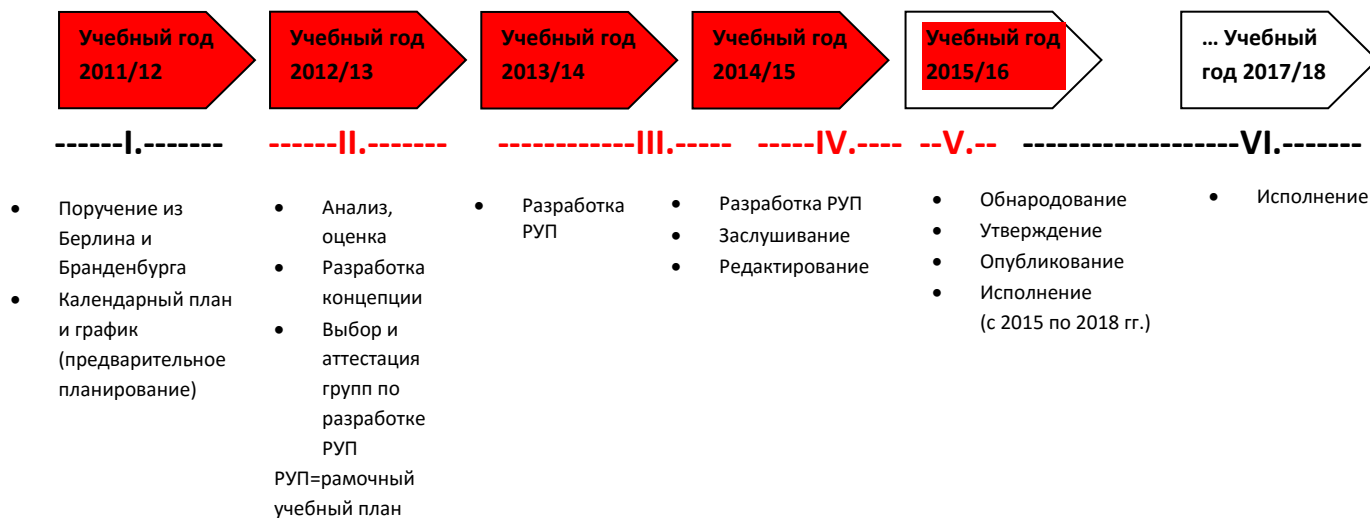 Учебный год
2011/12
Учебный год
2012/13
Учебный год
2013/14
Учебный год
2014/15
Учебный год
2015/16
... Учебный
год 2017/18
------I.-------
------II.-------
------------III.-----
-----IV.----
--V.--
-------------------VI.-------
• Поручение из
Берлина и
Бранденбурга
• Календарный план
и график
(предварительное
планирование)
• Анализ,
оценка
• Разработка
концепции
• Выбор и
аттестация
групп по
разработке
РУП
РУП=рамочный
учебный план
• Разработка
РУП
• Разработка РУП
• Заслушивание
• Редактирование
• Обнародование
• Утверждение
• Опубликование
• Исполнение
(с 2015 по 2018 гг.)
• Исполнение